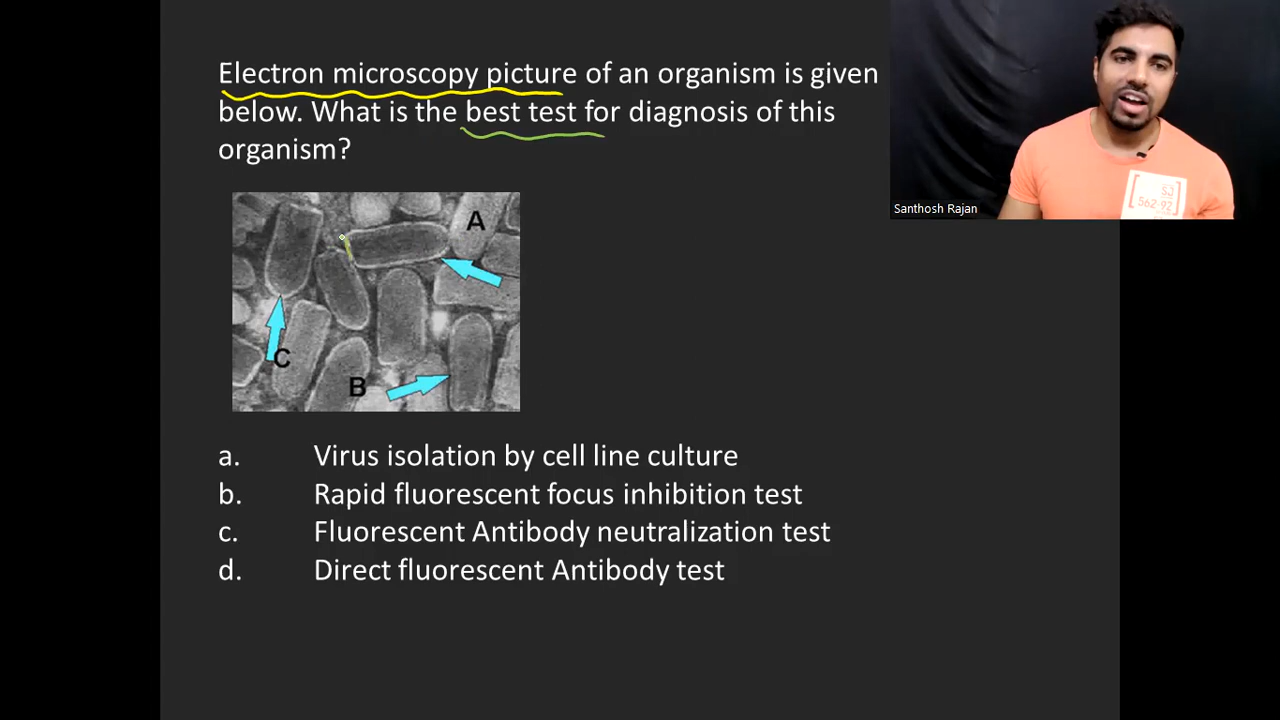 Electron microscopy picture of an organism is given
below. What is the best test for diagnosis of this
organism?
Santhosh Rajan
A
C
B
a. Virus isolation by cell line culture
b. Rapid fluorescent focus inhibition test
c. Fluorescent Antibody neutralization test
d. Direct fluorescent Antibody test